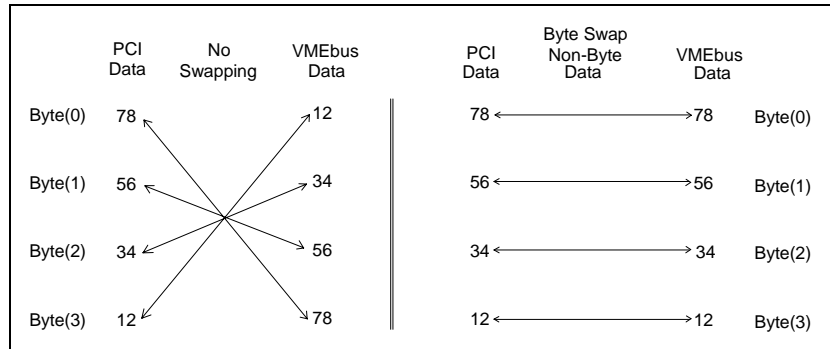 PCI Data No Swapping VMEbus Data
Byte(0) 78 12
Byte(1) 56 34
Byte(2) 34 56
Byte(3) 12 78
PCI Data Byte Swap Non-Byte Data VMEbus Data
78 78 Byte(0)
56 56 Byte(1)
34 34 Byte(2)
12 12 Byte(3)